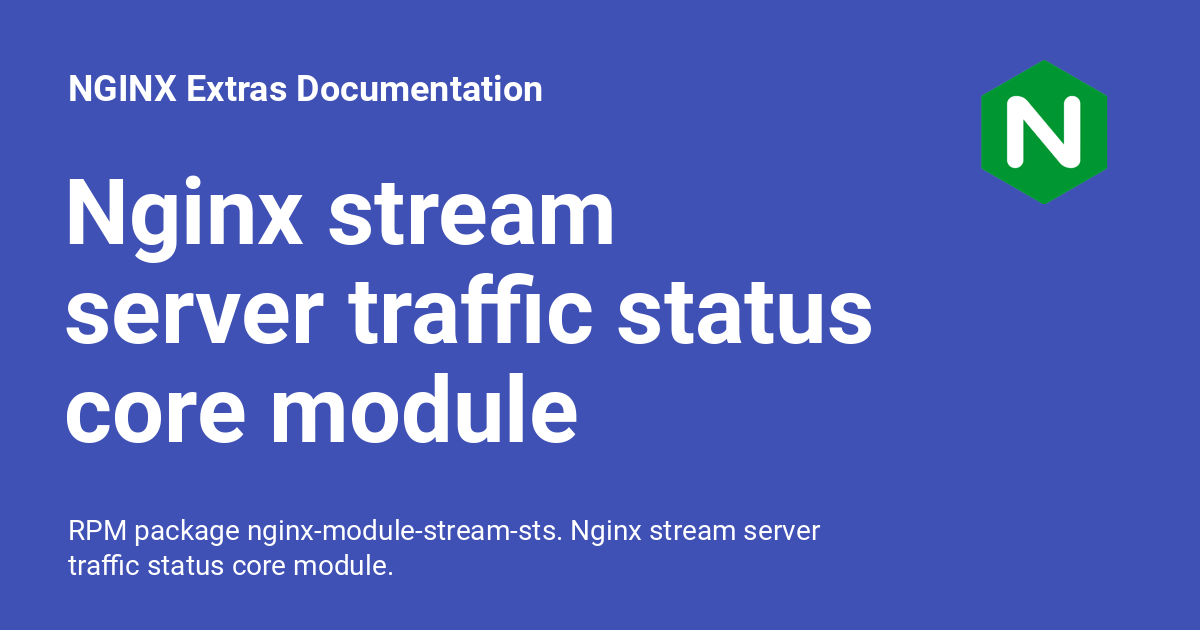 NGINX Extras Documentation
N
Nginx stream
server traffic status
core module
RPM package nginx-module-stream-sts. Nginx stream server
traffic status core module.